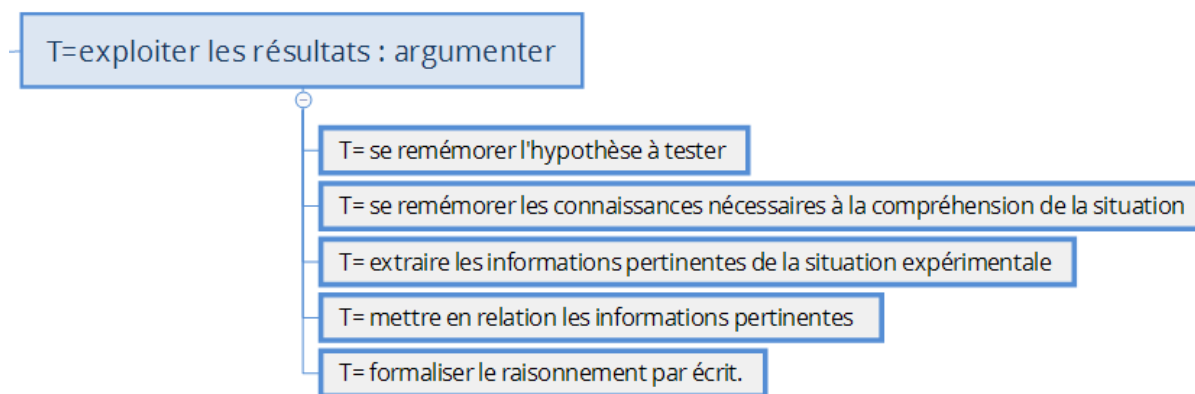 T=exploiter les résultats : argumenter
T= se remémorer l'hypothèse à tester
T= se remémorer les connaissances nécessaires à la compréhension de la situation
T= extraire les informations pertinentes de la situation expérimentale
T= mettre en relation les informations pertinentes
T= formaliser le raisonnement par écrit.